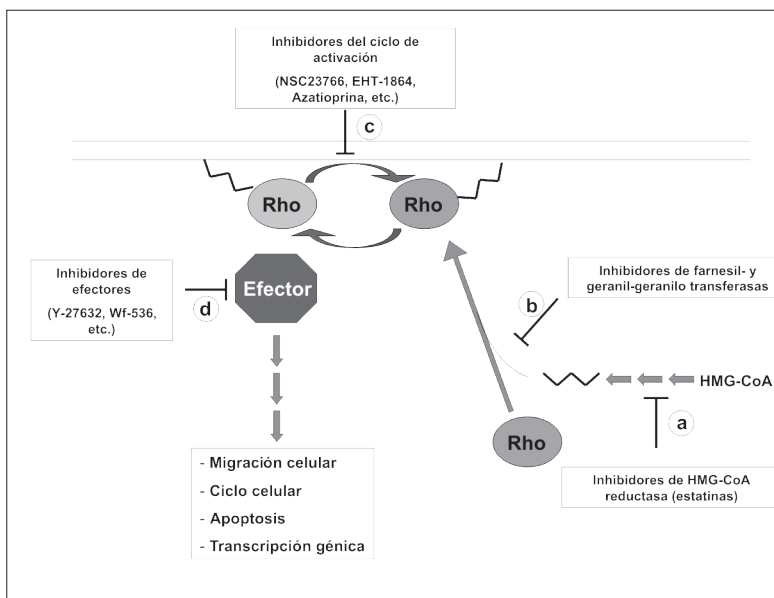 Inhibidores del ciclo de
activación
(NSC23766, EHT-1864,
Azatioprina, etc.)
c
Rho
Rho
Inhibidores de
efectores
(Y-27632, Wf-536,
etc.)
d
Efector
Inhibidores de farnesil- y
geranil-geranilo transferasas
b
HMG-CoA
a
Rho
Inhibidores de HMG-CoA
reductasa (estatinas)
- Migración celular
- Ciclo celular
- Apoptosis
- Transcripción génica